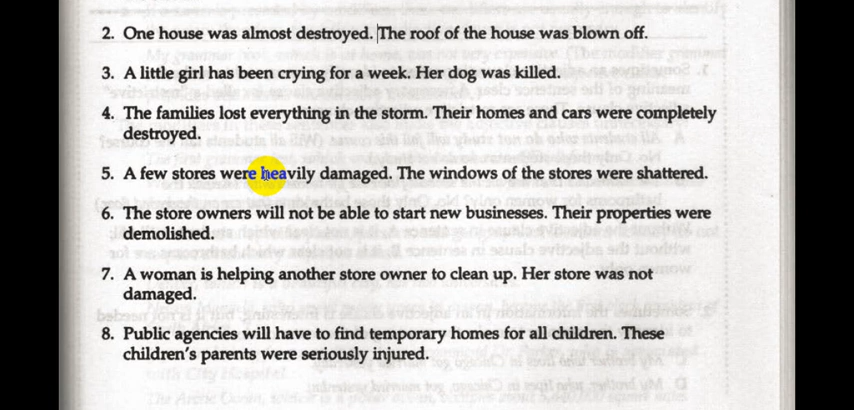 2. One house was almost destroyed. The roof of the house was blown off.
3. A little girl has been crying for a week. Her dog was killed.
4. The families lost everything in the storm. Their homes and cars were completely
destroyed.
5. A few stores were heavily damaged. The windows of the stores were shattered.
6. The store owners will not be able to start new businesses. Their properties were
demolished.
7. A woman is helping another store owner to clean up. Her store was not
damaged.
8. Public agencies will have to find temporary homes for all children. These
children's parents were seriously injured.